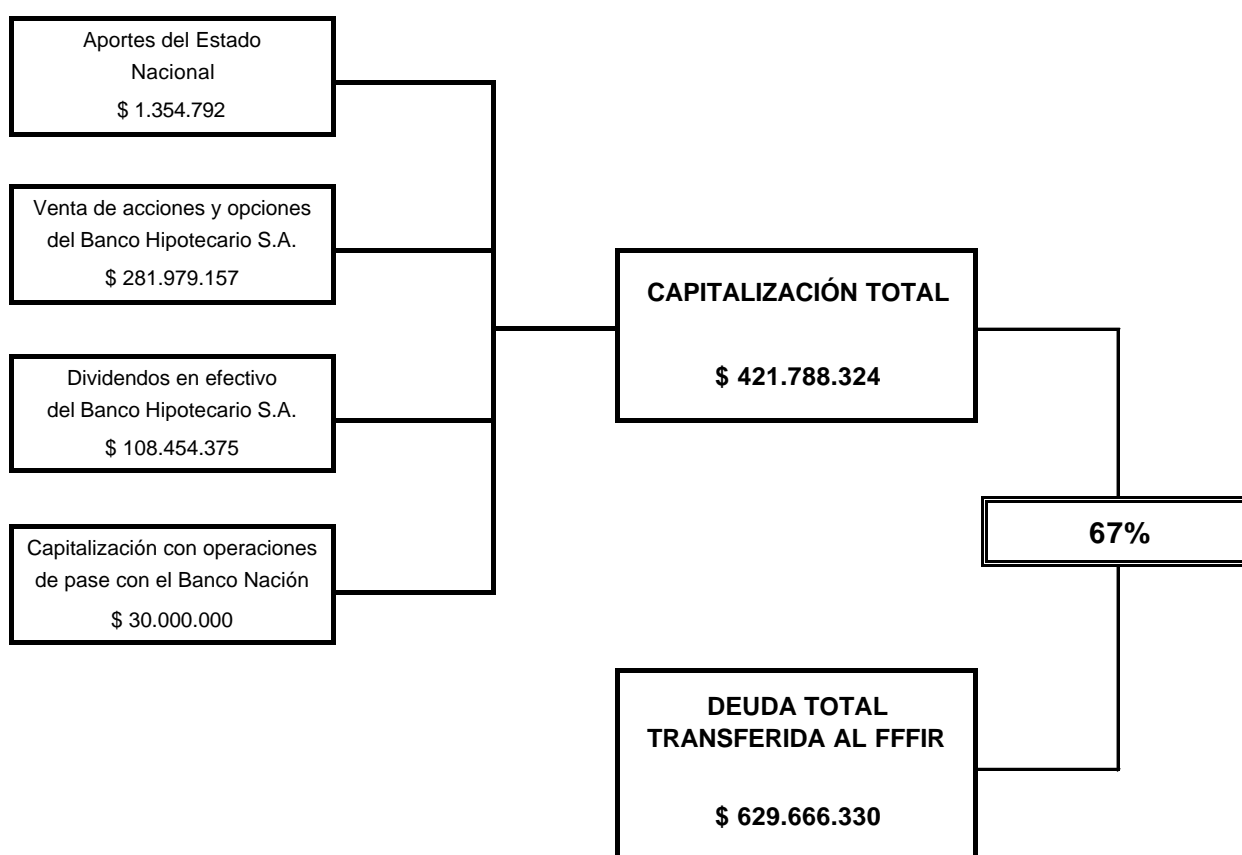 Aportes del Estado
Nacional
$ 1.354.792
Venta de acciones y opciones
del Banco Hipotecario S.A.
$ 281.979.157
Dividendos en efectivo
del Banco Hipotecario S.A.
$ 108.454.375
Capitalización con operaciones
de pase con el Banco Nación
$ 30.000.000
CAPITALIZACIÓN TOTAL
$ 421.788.324
67%
DEUDA TOTAL
TRANSFERIDA AL FFFIR
$ 629.666.330